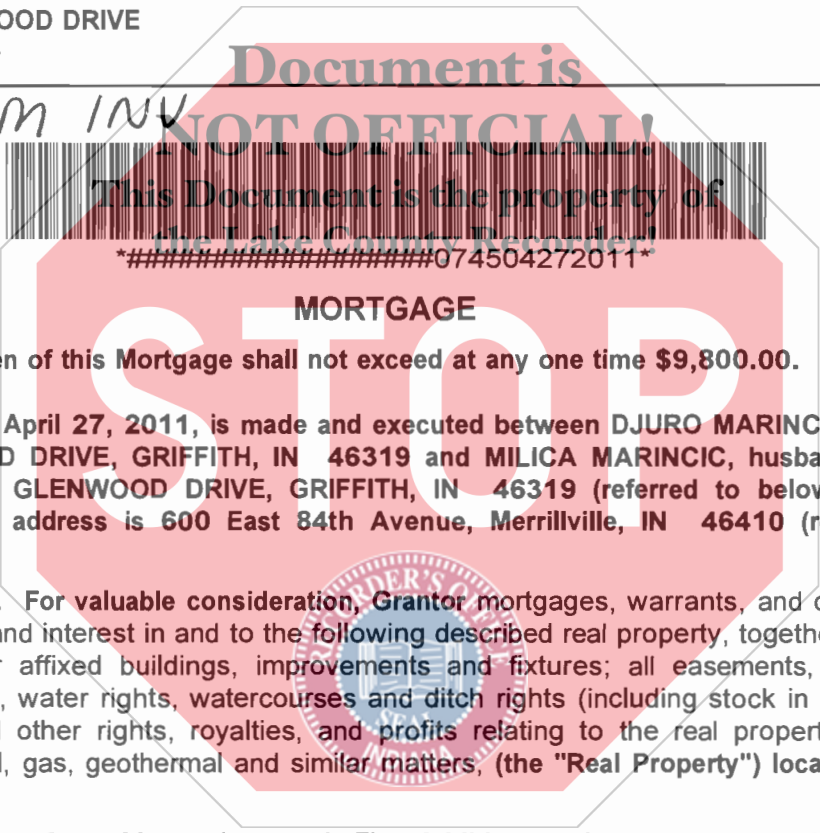 OOD DRIVE
Document is
M INV
NOT OFFICIAL!
This Document is the property of
the Lake County Recorder!
*##################074504272011*
MORTGAGE
en of this Mortgage shall not exceed at any one time $9,800.00.
April 27, 2011, is made and executed between DJURO MARINC
D DRIVE, GRIFFITH, IN 46319 and MILICA MARINCIC, husba
GLENWOOD DRIVE, GRIFFITH, IN 46319 (referred to below
address is 600 East 84th Avenue, Merrillville, IN 46410 (r
STOP
. For valuable consideration, Grantor mortgages, warrants, and c
and interest in and to the following described real property, togethe
r affixed buildings, improvements and fixtures; all easements,
, water rights, watercourses and ditch rights (including stock in
d other rights, royalties, and profits relating to the real propert
l, gas, geothermal and similar matters, (the "Real Property") loca
RECORDER'S OFFICE
SEAL
INDIANA